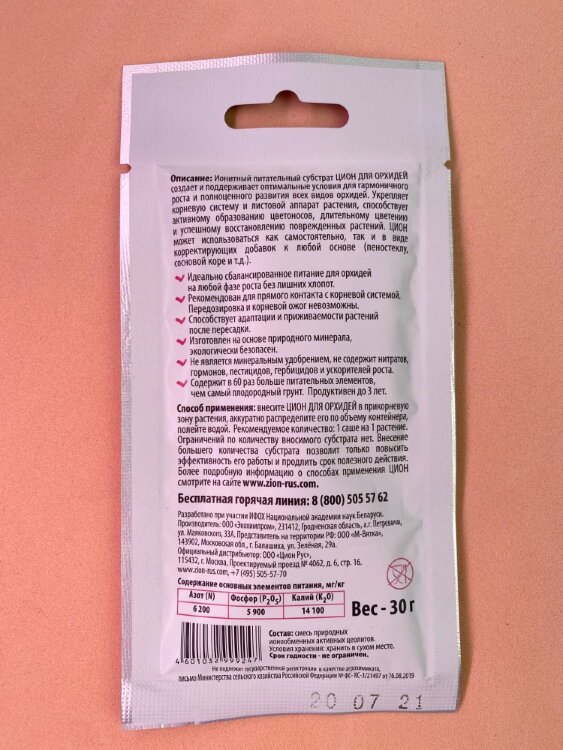 Описание: Ионитный питательный субстрат ЦИОН ДЛЯ ОРХИДЕЙ
создает и поддерживает оптимальные условия для гармоничного
роста и полноценного развития всех видов орхидей. Укрепляет
корневую систему и листовой аппарат растения, способствует
активному образованию цветоносов, длительному цветению
и успешному восстановлению поврежденных растений. ЦИОН
может использоваться как самостоятельно, так и в виде
корректирующих добавок к любой основе (пеностеклу,
сосновой коре и т.д.).
Идеально сбалансированное питание для орхидей
на любой фазе роста без лишних хлопот.
Рекомендован для прямого контакта с корневой системой.
Передозировка и корневой ожог невозможны.
Способствует адаптации и приживаемости растений
после пересадки.
Изготовлен на основе природного минерала,
экологически безопасен.
Не является минеральным удобрением, не содержит нитратов,
гормонов, пестицидов, гербицидов и ускорителей роста.
Содержит в 60 раз больше питательных элементов,
чем самый плодородный грунт. Продуктивен до 3 лет.
Способ применения: внесите ЦИОН ДЛЯ ОРХИДЕЙ в прикорневую
зону растения, аккуратно распределите его по объему контейнера,
полейте водой. Рекомендуемое количество: 1 саше на 1 растение.
Ограничений по количеству вносимого субстрата нет. Внесение
большего количества субстрата позволит только повысить
эффективность его работы и продлить срок полезного действия.
Более подробную информацию о способах применения ЦИОН
смотрите на сайте www.zion-rus.com.
Бесплатная горячая линия: 8 (800) 505 57 62
Разработано при участии ИФОХ Национальной академии наук Беларуси.
Производитель: ООО «Экохимпром», 231721, Гродненская область, а.г. Петревичи,
ул. Маяковского, 33А. Представитель на территории РФ: ООО «М-Витка»,
143902, Московская обл., г. Балашиха, ул. Зелёная, 29а.
Официальный дистрибьютор: ООО «Цион Рус»,
115432, г. Москва, Проектируемый проезд № 4062, д. 6, стр. 16.
www.zion-rus.com, +7 (495) 505-57-70
Содержание основных элементов питания, мг/кг
Азот (N) Фосфор (P₂O₅) Калий (K₂O)
6 200 5 900 14 100
Вес - 30 г
Состав: смесь природных
ионообменных активных цеолитов.
Условия хранения: хранить в сухом месте.
Срок годности - не ограничен.
4 601032 999247
Не подлежат государственной регистрации в качестве агрохимиката,
письмо Министерства сельского хозяйства Российской Федерации № ФС-КС-3/21497 от 16.08.2019
20 07 21